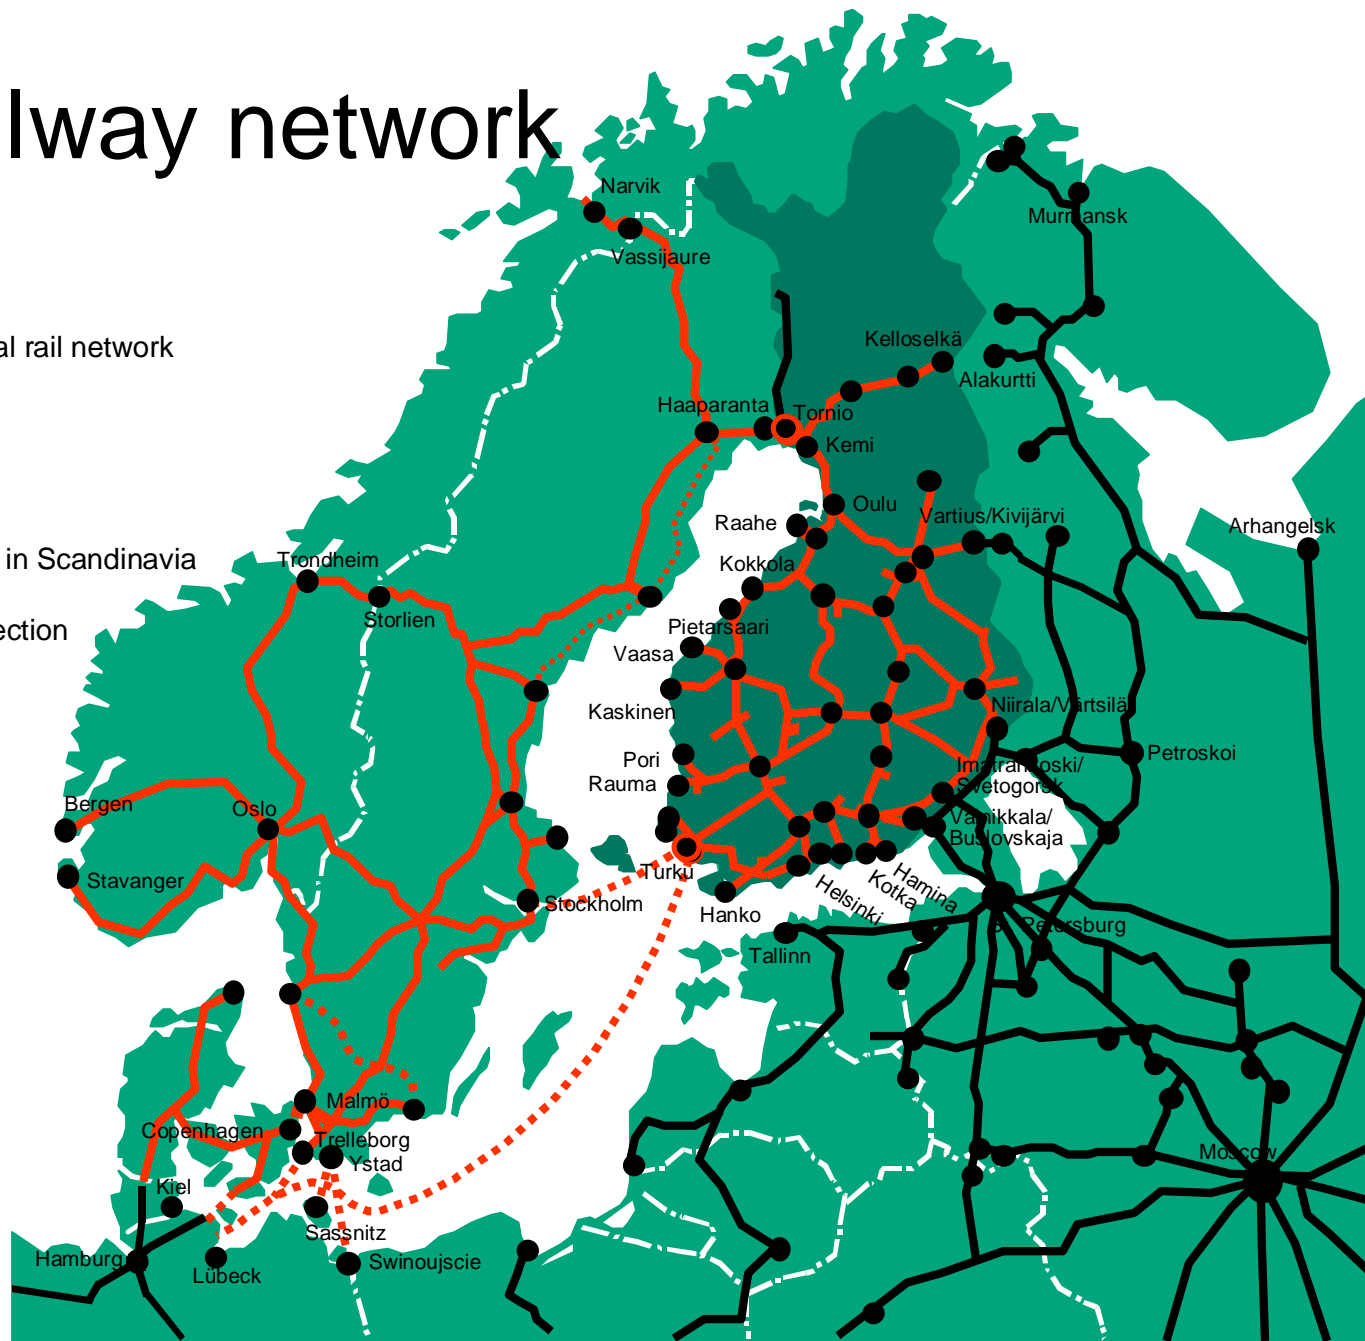 lway network
Narvik
Murmansk
Vassijaure
al rail network
Kelloselkä
Alakurtti
Haaparanta
Tornio
Kemi
Oulu
Raahe
Vartius/Kivijärvi
Arhangelsk
in Scandinavia
Trondheim
Kokkola
Storlien
ection
Pietarsaari
Vaasa
Kaskinen
Niirala/Värtsilä
Petroskoi
Pori
Imatrankoski/
Svetogorsk
Rauma
Bergen
Oslo
Vainikkala/
Buslovskaja
Turku
Stavanger
Stockholm
Hanko
Helsinki
Kotka
Hamina
St. Petersburg
Tallinn
Malmö
Copenhagen
Trelleborg
Ystad
Moscow
Kiel
Sassnitz
Hamburg
Lübeck
Swinoujscie